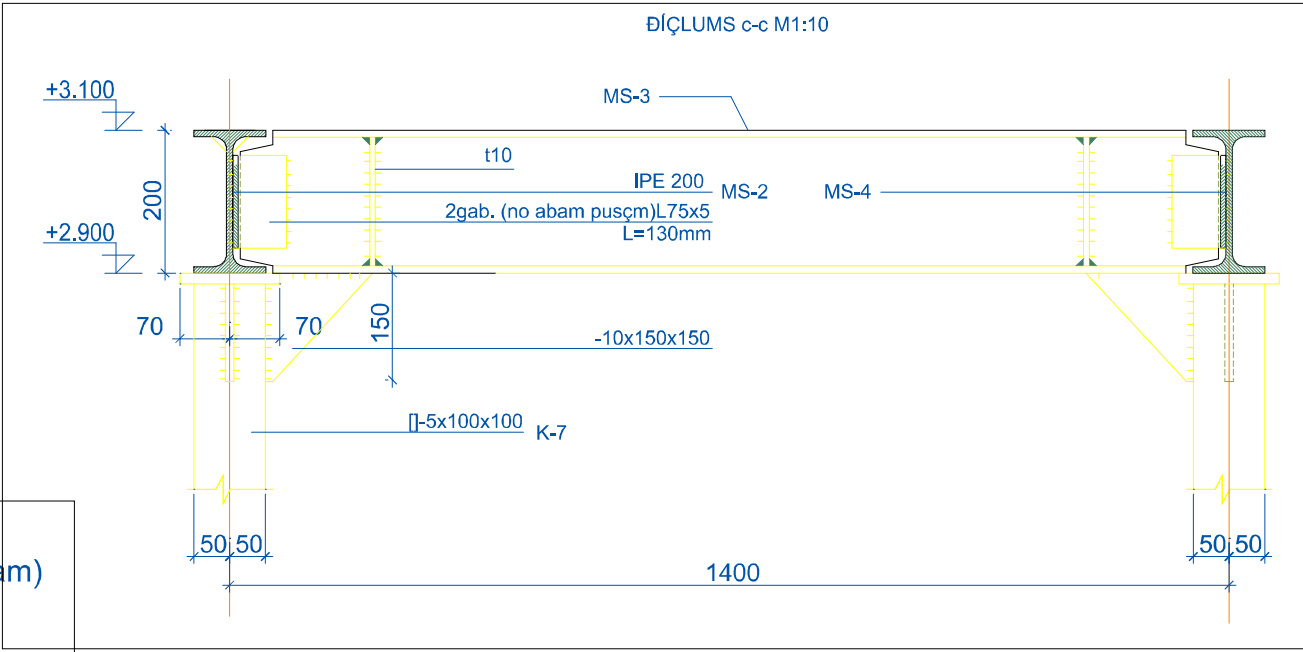 ÐÍÇLUMS c-c M1:10
+3.100
MS-3
t10
IPE 200
MS-2
MS-4
200
2gab. (no abam pusçm)L75x5
L=130mm
+2.900
70
70
150
-10x150x150
[]-5x100x100
K-7
50
50
50
50
am)
1400